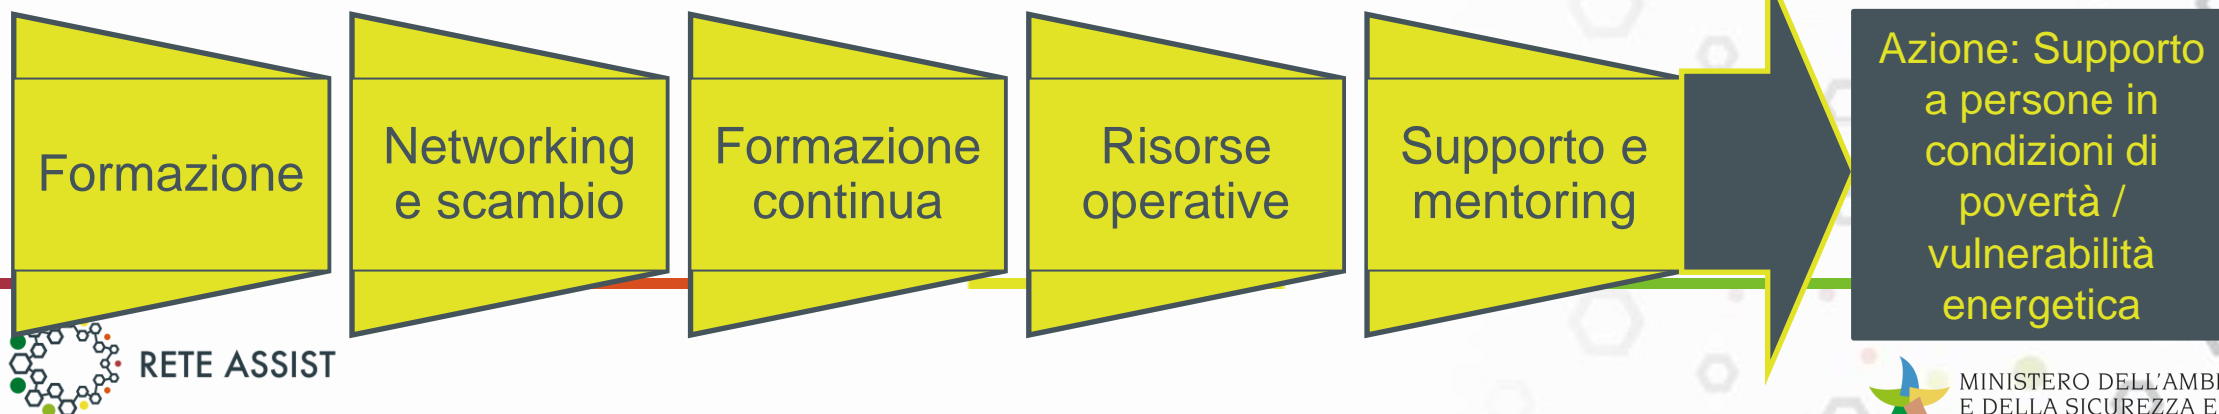 Formazione
Networking
e scambio
Formazione
continua
Risorse
operative
Supporto e
mentoring
Azione: Supporto
a persone in
condizioni di
povertà /
vulnerabilità
energetica
RETE ASSIST
MINISTERO DELL'AMBI
E DELLA SICUREZZA E